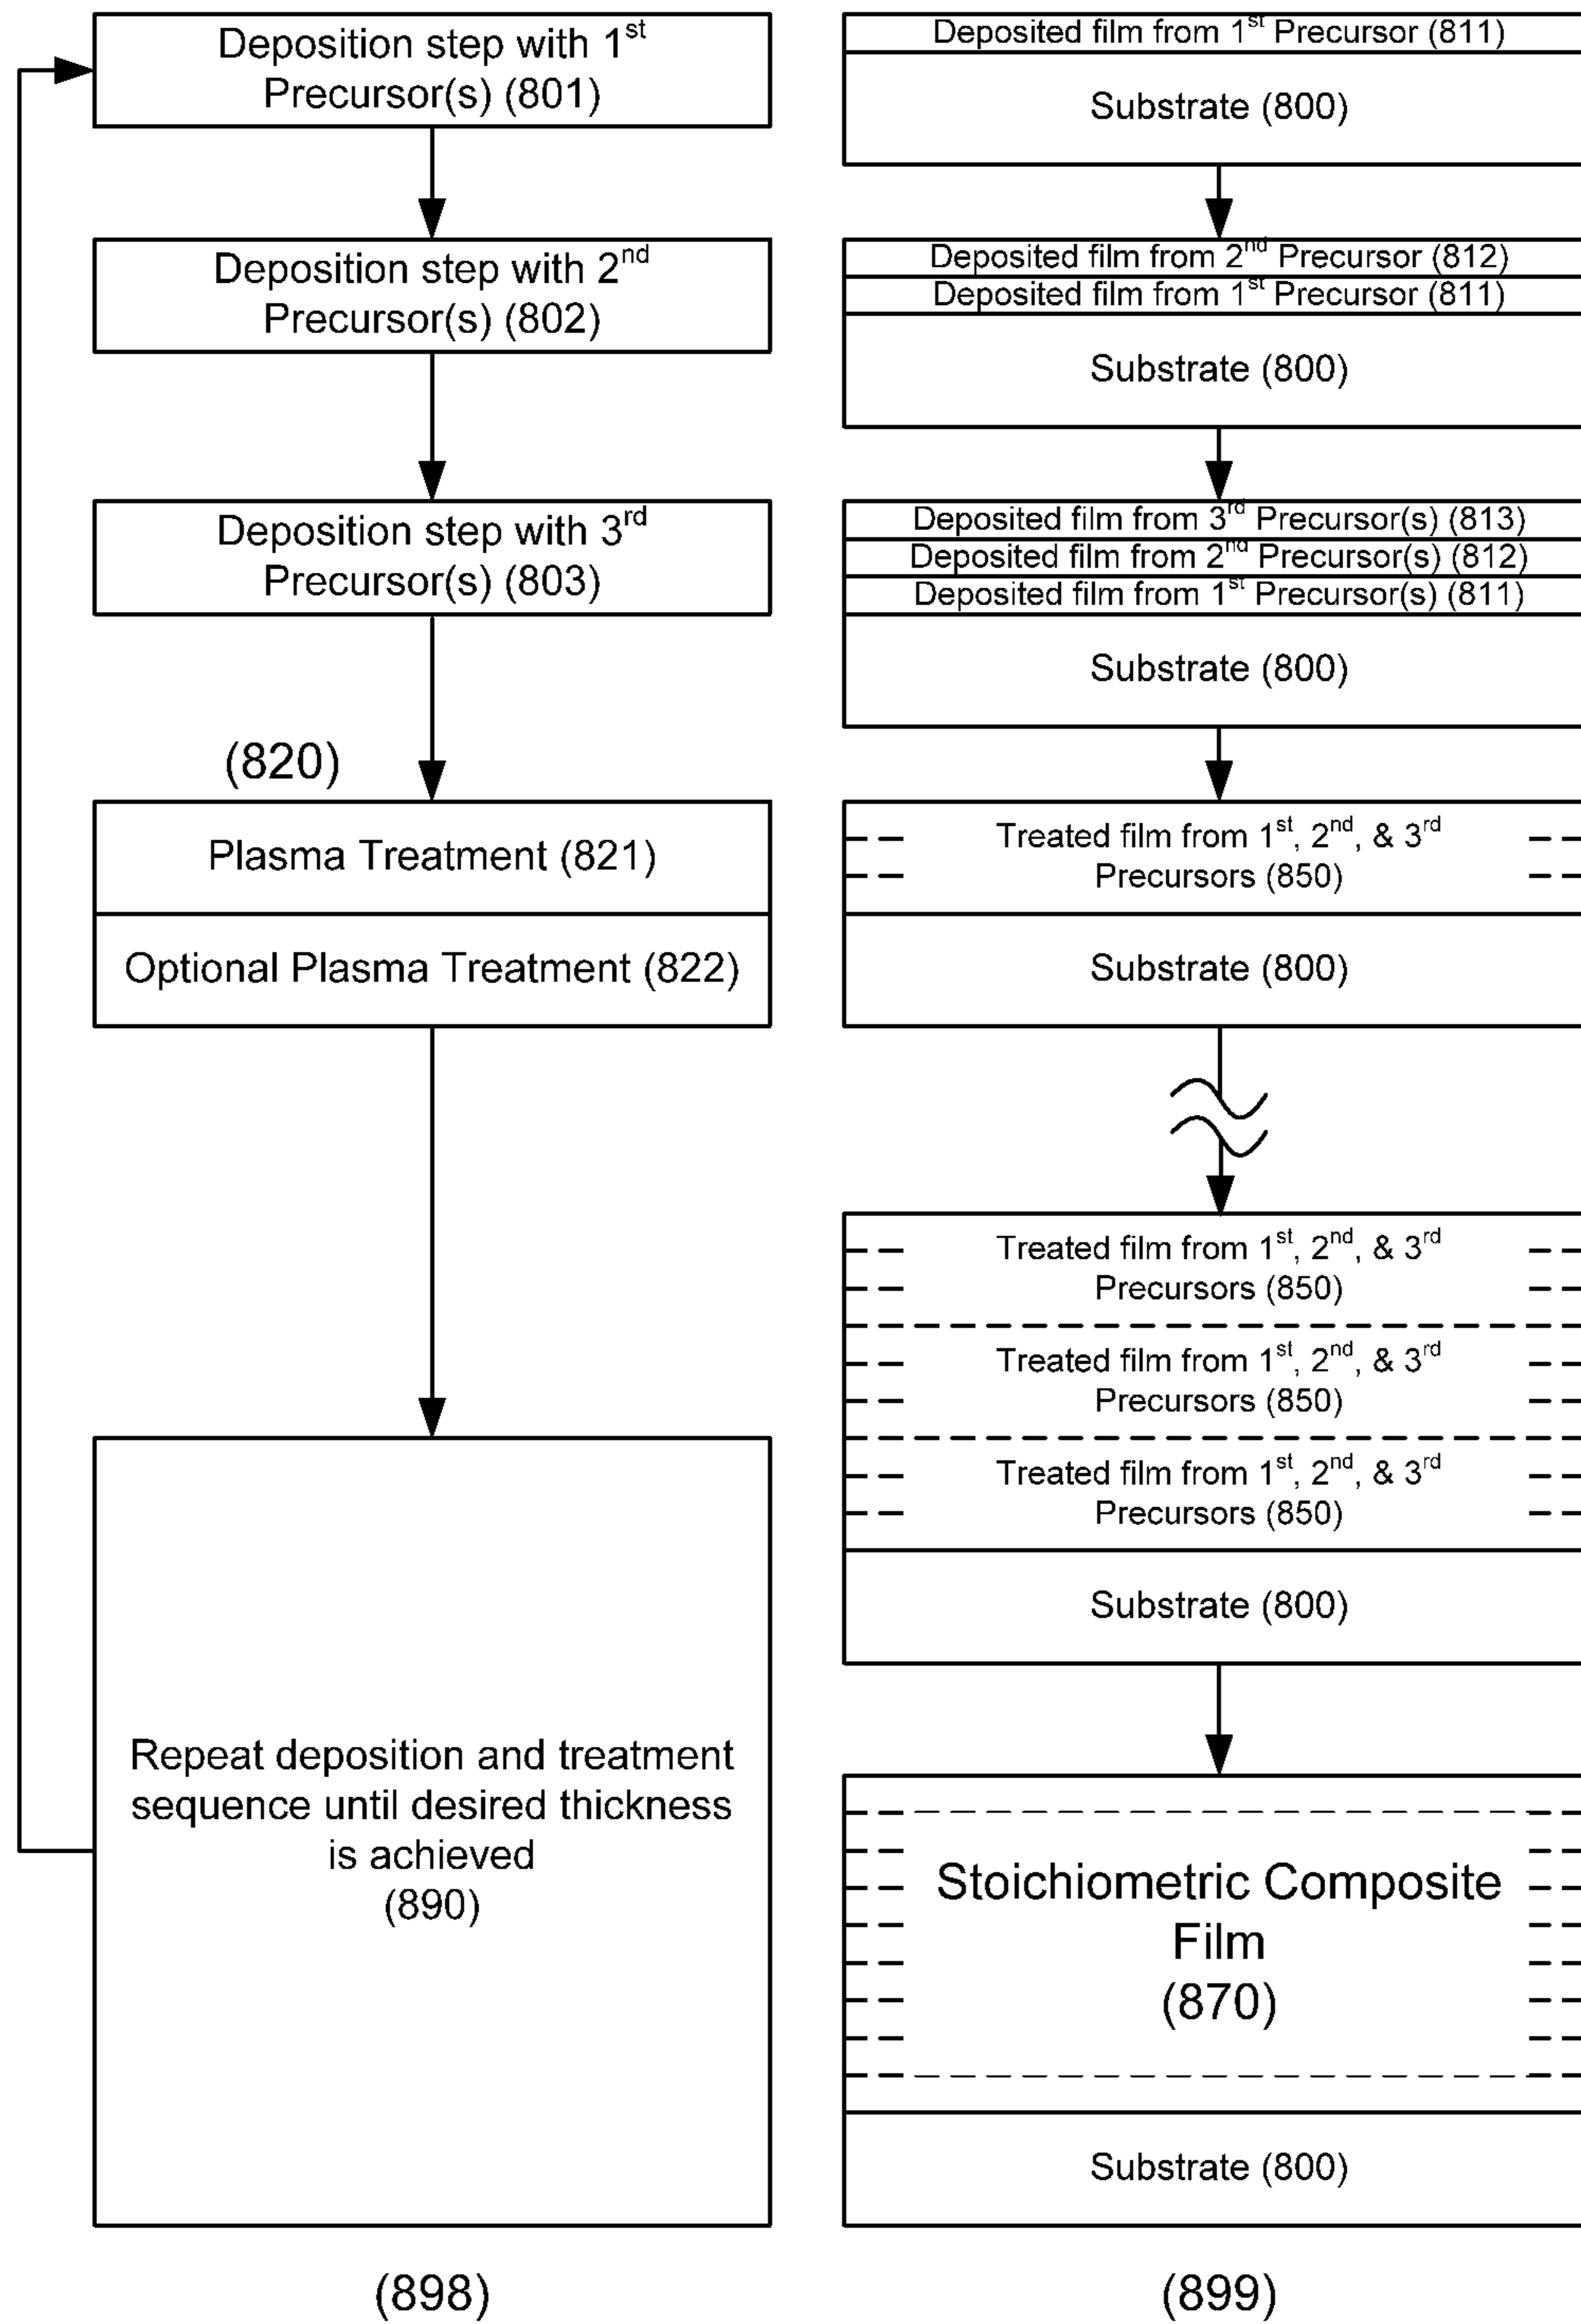 Deposition step with 1st
Precursor(s) (801)
Deposition step with 2nd
Precursor(s) (802)
Deposition step with 3rd
Precursor(s) (803)
(820)
Plasma Treatment (821)
Optional Plasma Treatment (822)
Repeat deposition and treatment
sequence until desired thickness
is achieved
(890)
(898)
Deposited film from 1st Precursor (811)
Substrate (800)
Deposited film from 2nd Precursor (812)
Deposited film from 1st Precursor (811)
Substrate (800)
Deposited film from 3rd Precursor(s) (813)
Deposited film from 2nd Precursor(s) (812)
Deposited film from 1st Precursor(s) (811)
Substrate (800)
Treated film from 1st, 2nd, & 3rd
Precursors (850)
Substrate (800)
Treated film from 1st, 2nd, & 3rd
Precursors (850)
Treated film from 1st, 2nd, & 3rd
Precursors (850)
Treated film from 1st, 2nd, & 3rd
Precursors (850)
Substrate (800)
Stoichiometric Composite
Film
(870)
Substrate (800)
(899)